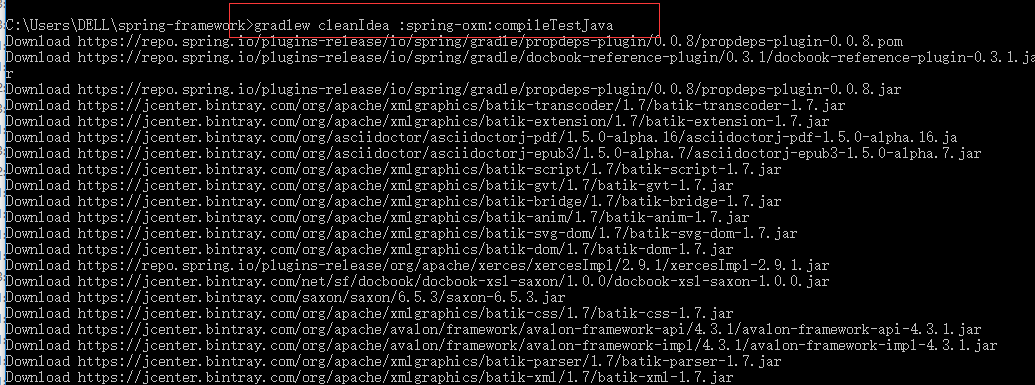 C:\Users\DELL\spring-framework>gradlew cleanIdea :spring-oxm:compileTestJava
Download https://repo.spring.io/plugins-release/io/spring/gradle/propdeps-plugin/0.0.8/propdeps-plugin-0.0.8.pom
Download https://repo.spring.io/plugins-release/io/spring/gradle/docbook-reference-plugin/0.3.1/docbook-reference-plugin-0.3.1.ja
r
Download https://repo.spring.io/plugins-release/io/spring/gradle/propdeps-plugin/0.0.8/propdeps-plugin-0.0.8.jar
Download https://jcenter.bintray.com/org/apache/xmlgraphics/batik-transcoder/1.7/batik-transcoder-1.7.jar
Download https://jcenter.bintray.com/org/apache/xmlgraphics/batik-extension/1.7/batik-extension-1.7.jar
Download https://jcenter.bintray.com/org/asciidoctor/asciidoctorj-pdf/1.5.0-alpha.16/asciidoctorj-pdf-1.5.0-alpha.16.ja
Download https://jcenter.bintray.com/org/asciidoctor/asciidoctorj-epub3/1.5.0-alpha.7/asciidoctorj-epub3-1.5.0-alpha.7.jar
Download https://jcenter.bintray.com/org/apache/xmlgraphics/batik-script/1.7/batik-script-1.7.jar
Download https://jcenter.bintray.com/org/apache/xmlgraphics/batik-gvt/1.7/batik-gvt-1.7.jar
Download https://jcenter.bintray.com/org/apache/xmlgraphics/batik-bridge/1.7/batik-bridge-1.7.jar
Download https://jcenter.bintray.com/org/apache/xmlgraphics/batik-anim/1.7/batik-anim-1.7.jar
Download https://jcenter.bintray.com/org/apache/xmlgraphics/batik-svg-dom/1.7/batik-svg-dom-1.7.jar
Download https://jcenter.bintray.com/org/apache/xmlgraphics/batik-dom/1.7/batik-dom-1.7.jar
Download https://repo.spring.io/plugins-release/org/apache/xerces/xercesImpl/2.9.1/xercesImpl-2.9.1.jar
Download https://jcenter.bintray.com/net/sf/docbook/docbook-xsl-saxon/1.0.0/docbook-xsl-saxon-1.0.0.jar
Download https://jcenter.bintray.com/saxon/saxon/6.5.3/saxon-6.5.3.jar
Download https://jcenter.bintray.com/org/apache/xmlgraphics/batik-css/1.7/batik-css-1.7.jar
Download https://jcenter.bintray.com/org/apache/avalon/framework/avalon-framework-api/4.3.1/avalon-framework-api-4.3.1.jar
Download https://jcenter.bintray.com/org/apache/avalon/framework/avalon-framework-impl/4.3.1/avalon-framework-impl-4.3.1.jar
Download https://jcenter.bintray.com/org/apache/xmlgraphics/batik-parser/1.7/batik-parser-1.7.jar
Download https://jcenter.bintray.com/org/apache/xmlgraphics/batik-xml/1.7/batik-xml-1.7.jar